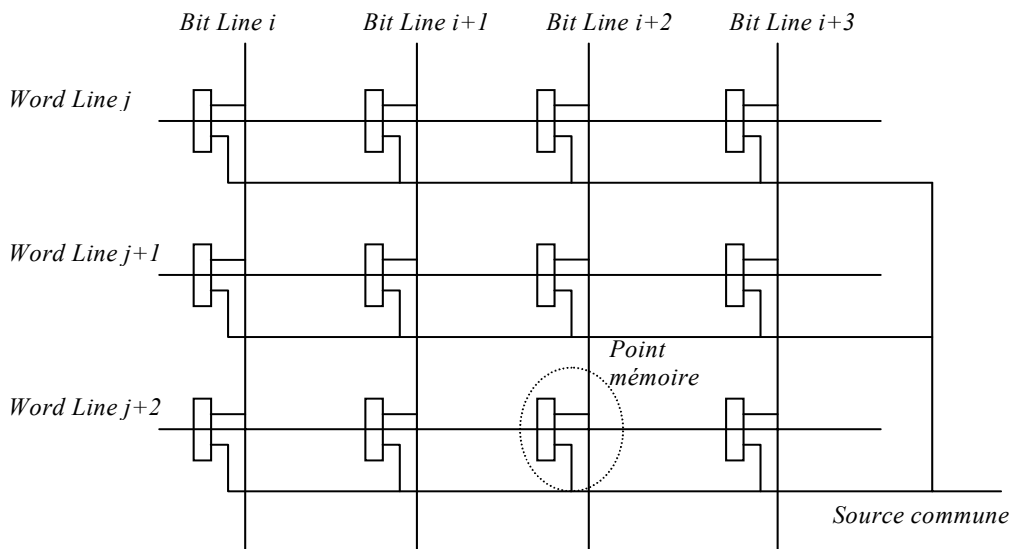 Bit Line i
Bit Line i+1
Bit Line i+2
Bit Line i+3
Word Line j
Word Line j+1
Point
mémoire
Word Line j+2
Source commune